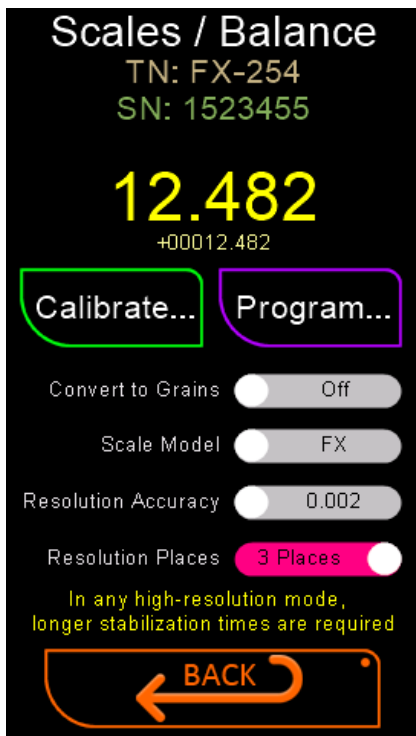 Scales / Balance
TN: FX-254
SN: 1523455
12.482
+00012.482
Calibrate... Program...
Convert to Grains Off
Scale Model FX
Resolution Accuracy 0.002
Resolution Places 3 Places
In any high-resolution mode,
longer stabilization times are required
BACK